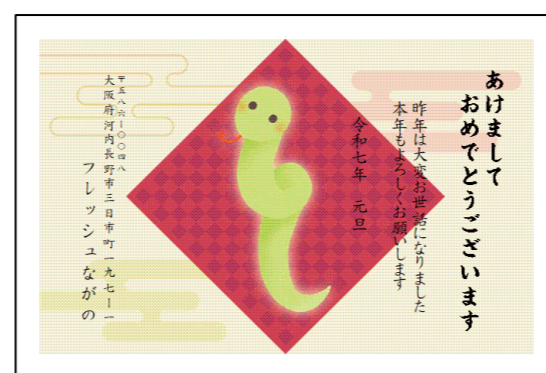 あけまして
おめでとうございます
昨年は大変お世話になりました
本年もよろしくお願いします
令和七年　元旦
〒五八六ー〇〇四八
大阪府河内長野市三日市町一九七ー一
フレッシュながの